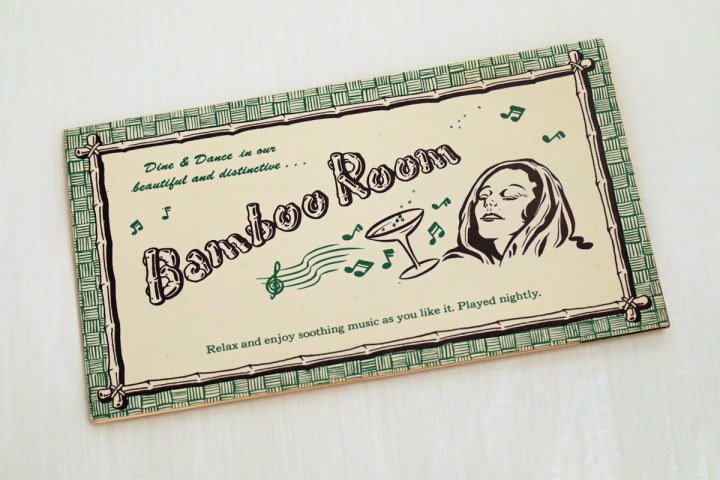 Dine & Dance in our
beautiful and distinctive . . .
Bamboo Room
Relax and enjoy soothing music as you like it. Played nightly.